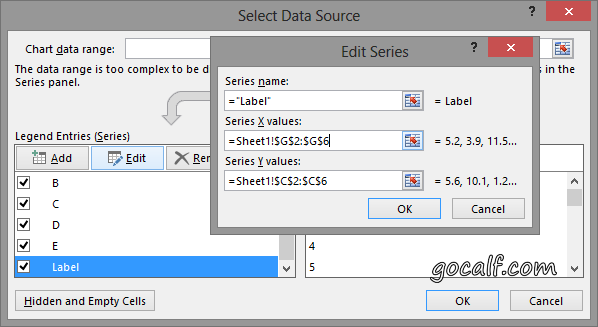 Select Data Source
Chart data range:
The data range is too complex to be d
s in the
Series panel.
Legend Entries (Series)
Add
Edit
Re
B
C
D
E
Label
4
5
Hidden and Empty Cells
OK
Cancel
Edit Series
Series name:
="Label"
= Label
Series X values:
=Sheet1!$G$2:$G$6
= 5.2, 3.9, 11.5...
Series Y values:
=Sheet1!$C$2:$C$6
= 5.6, 10.1, 1.2...
OK
Cancel
gocalf.com